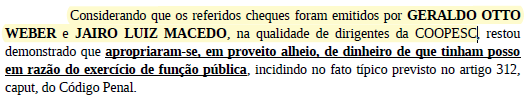 Considerando que os referidos cheques foram emitidos por GERALDO OTTO
WEBER e JAIRO LUIZ MACEDO, na qualidade de dirigentes da COOPESC, restou
demonstrado que apropriaram-se, em proveito alheio, de dinheiro de que tinham posso
em razão do exercício de função pública, incidindo no fato típico previsto no artigo 312,
caput, do Código Penal.